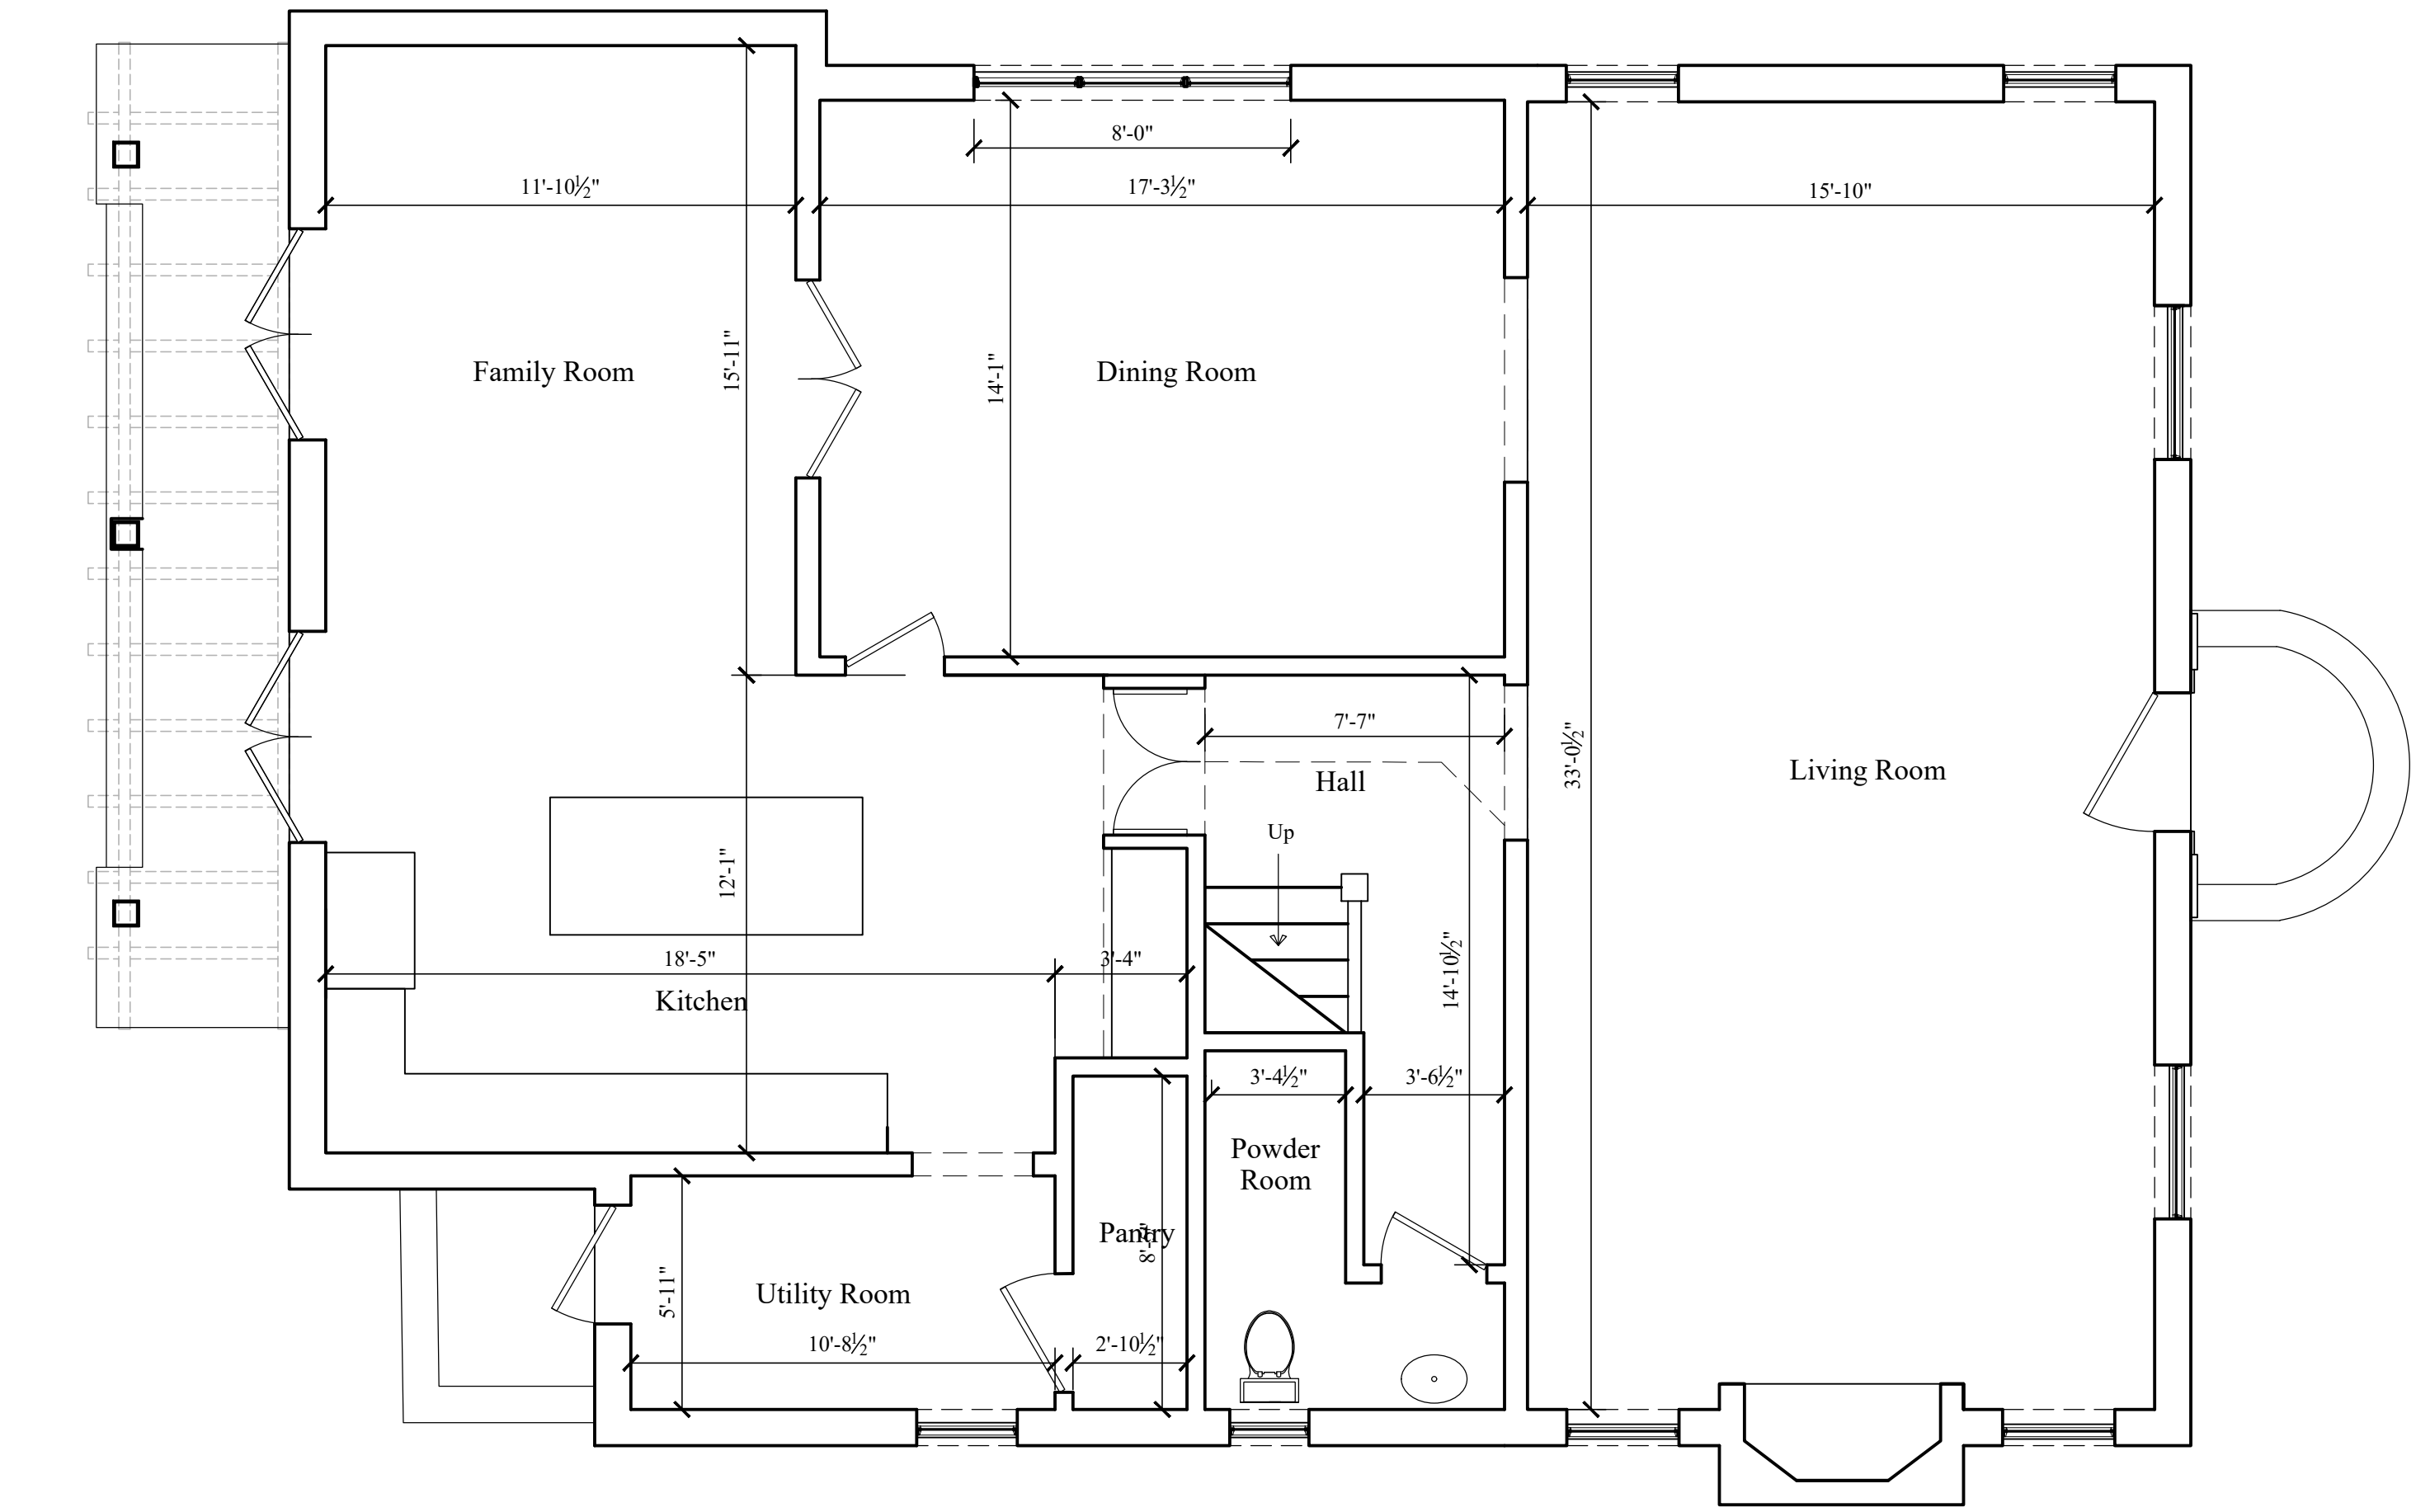 8'-0"
11'-10½"
17'-3½"
15'-10"
Family Room
15'-11"
14'-1"
Dining Room
7'-7"
33'-0½"
Hall
Living Room
Up
12'-1"
18'-5"
3'-4"
Kitchen
14'-10½"
3'-4½"
3'-6½"
Powder
Room
Pantry
8'-5"
5'-11"
Utility Room
10'-8½"
2'-10½"